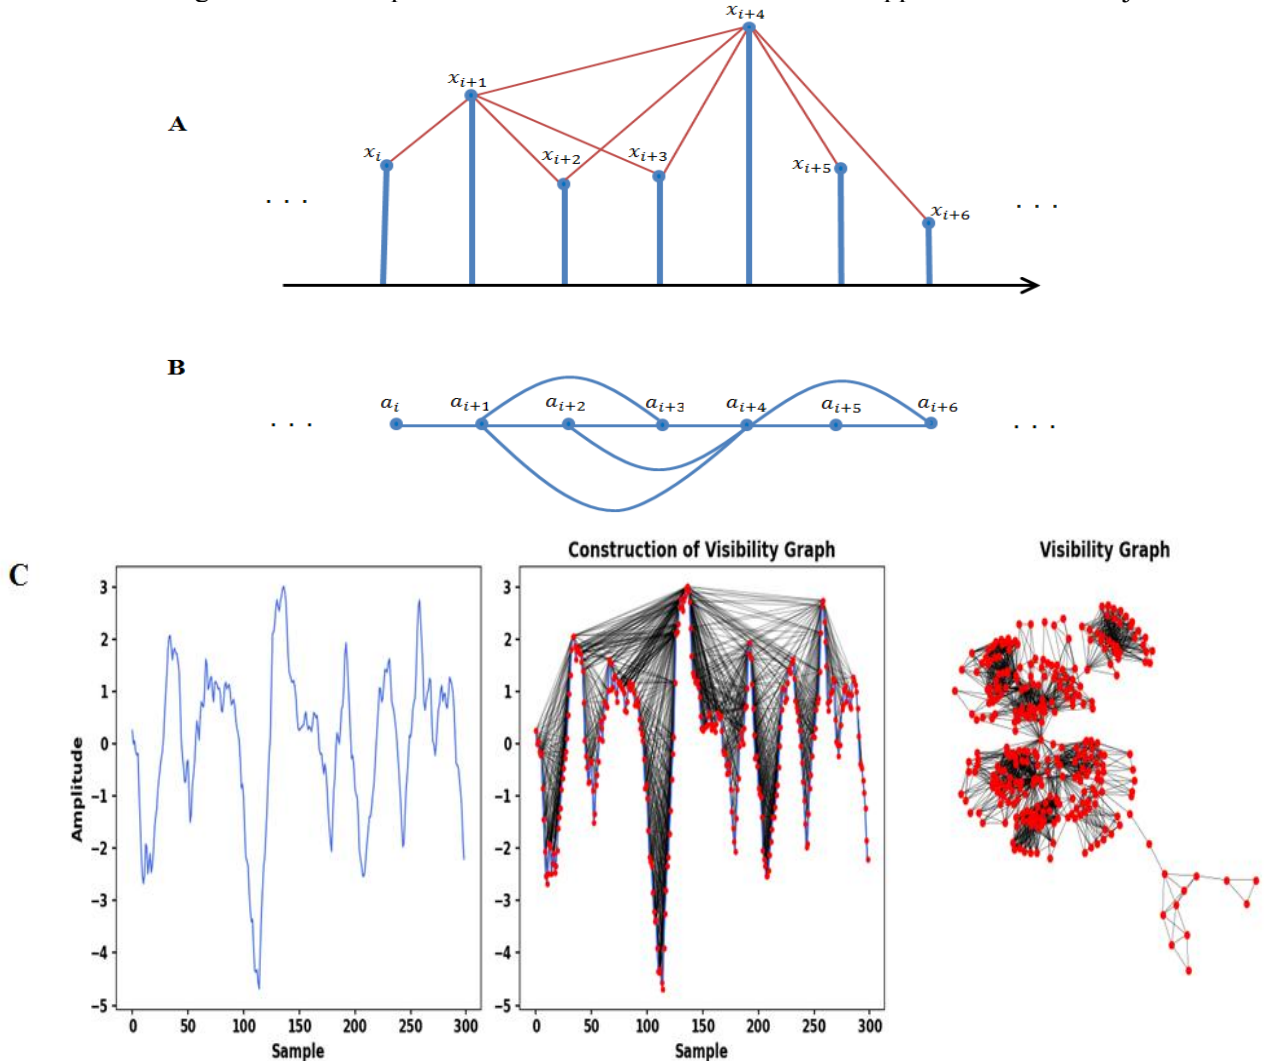 x_{i+4}
x_{i+1}
A
x_i
x_{i+2}
x_{i+3}
x_{i+5}
x_{i+6}
. . .
. . .
B
a_i
a_{i+1}
a_{i+2}
a_{i+3}
a_{i+4}
a_{i+5}
a_{i+6}
. . .
. . .
C
Construction of Visibility Graph
Visibility Graph
3
2
1
0
−1
−2
−3
−4
−5
Amplitude
0 50 100 150 200 250 300
Sample
3
2
1
0
−1
−2
−3
−4
−5
0 50 100 150 200 250 300
Sample